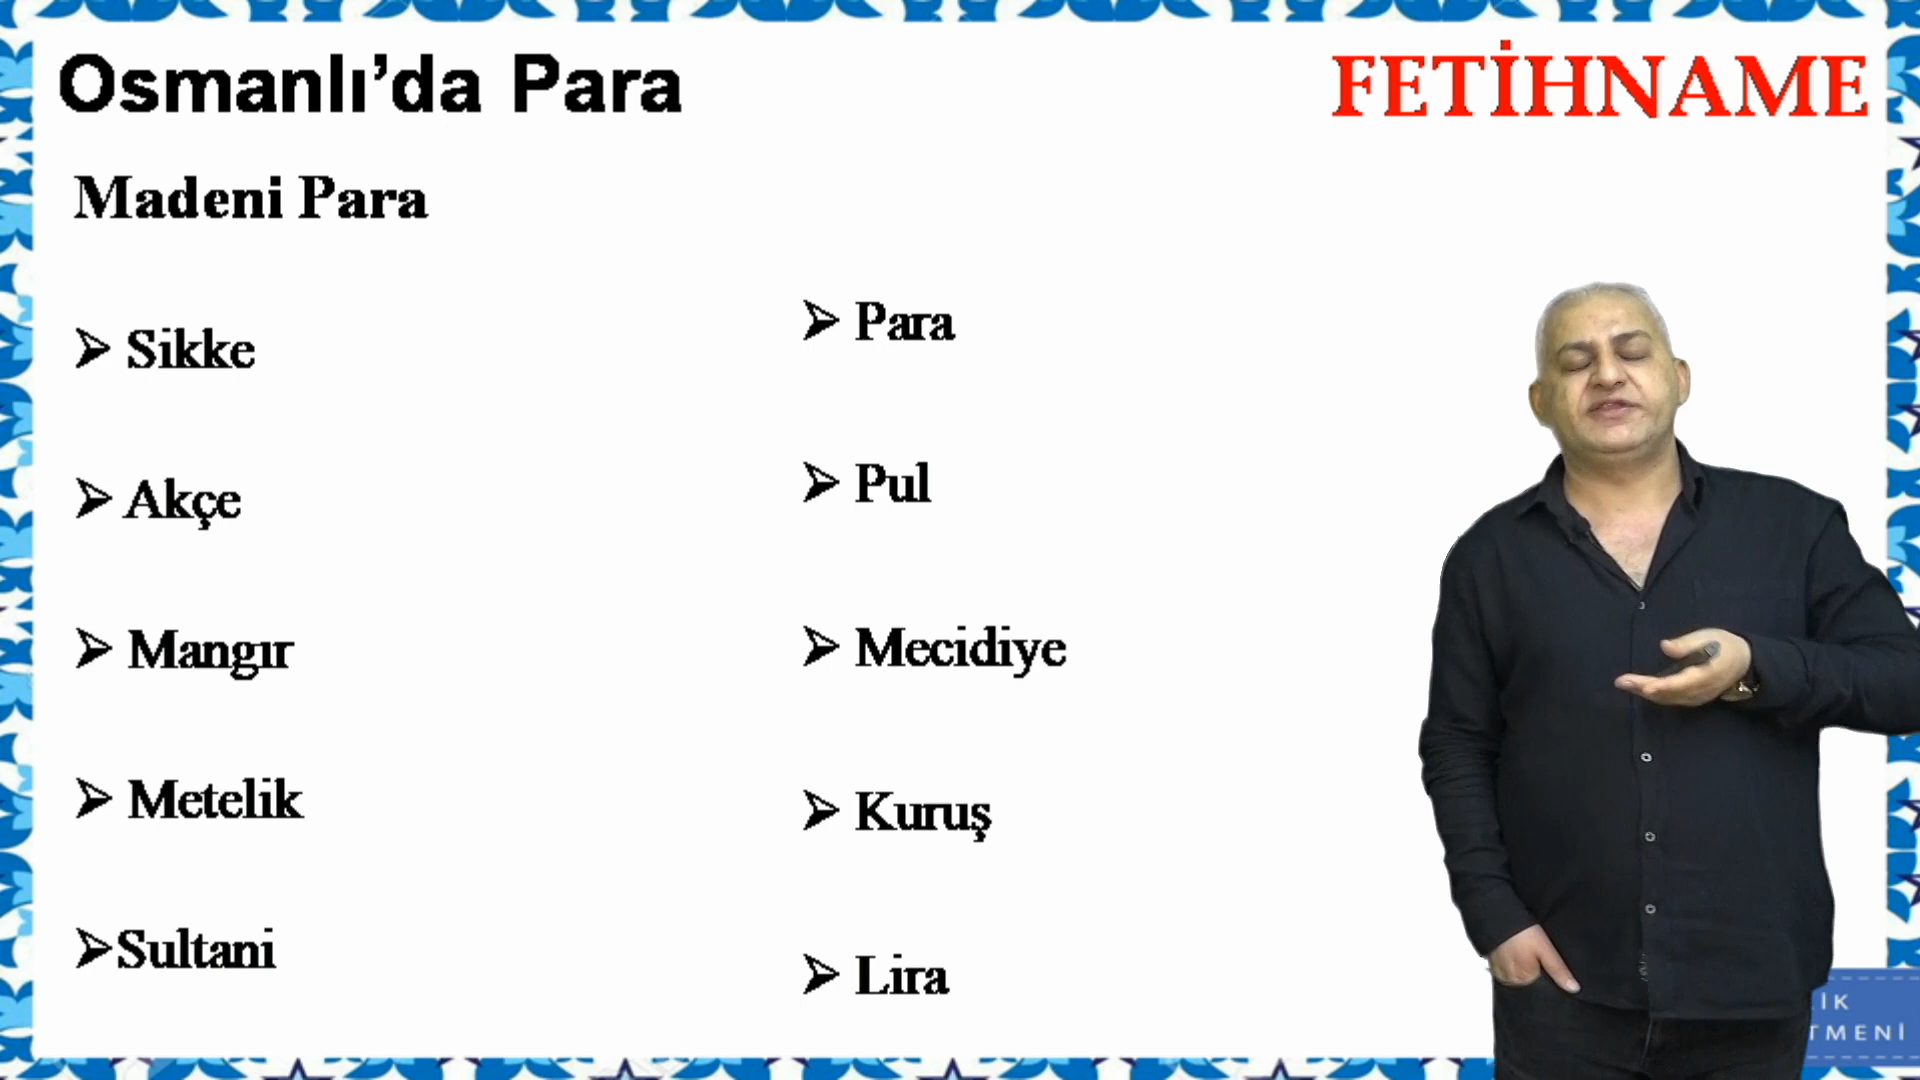 Osmanlı'da Para
FETİHNAME
Madeni Para
Sikke
Akçe
Mangır
Metelik
Sultani
Para
Pul
Mecidiye
Kuruş
Lira